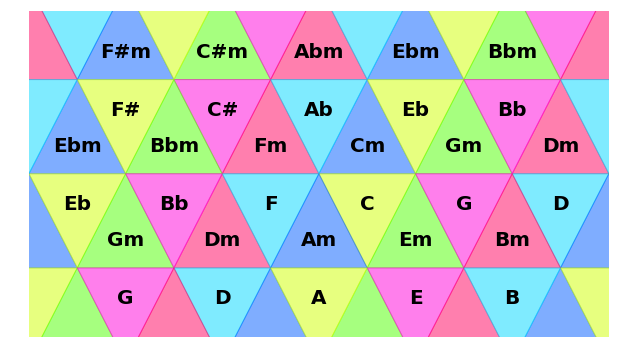 F#m C#m Abm Ebm Bbm
F# C# Ab Eb Bb
Ebm Bbm Fm Cm Gm Dm
Eb Bb F C G D
Gm Dm Am Em Bm
G D A E B